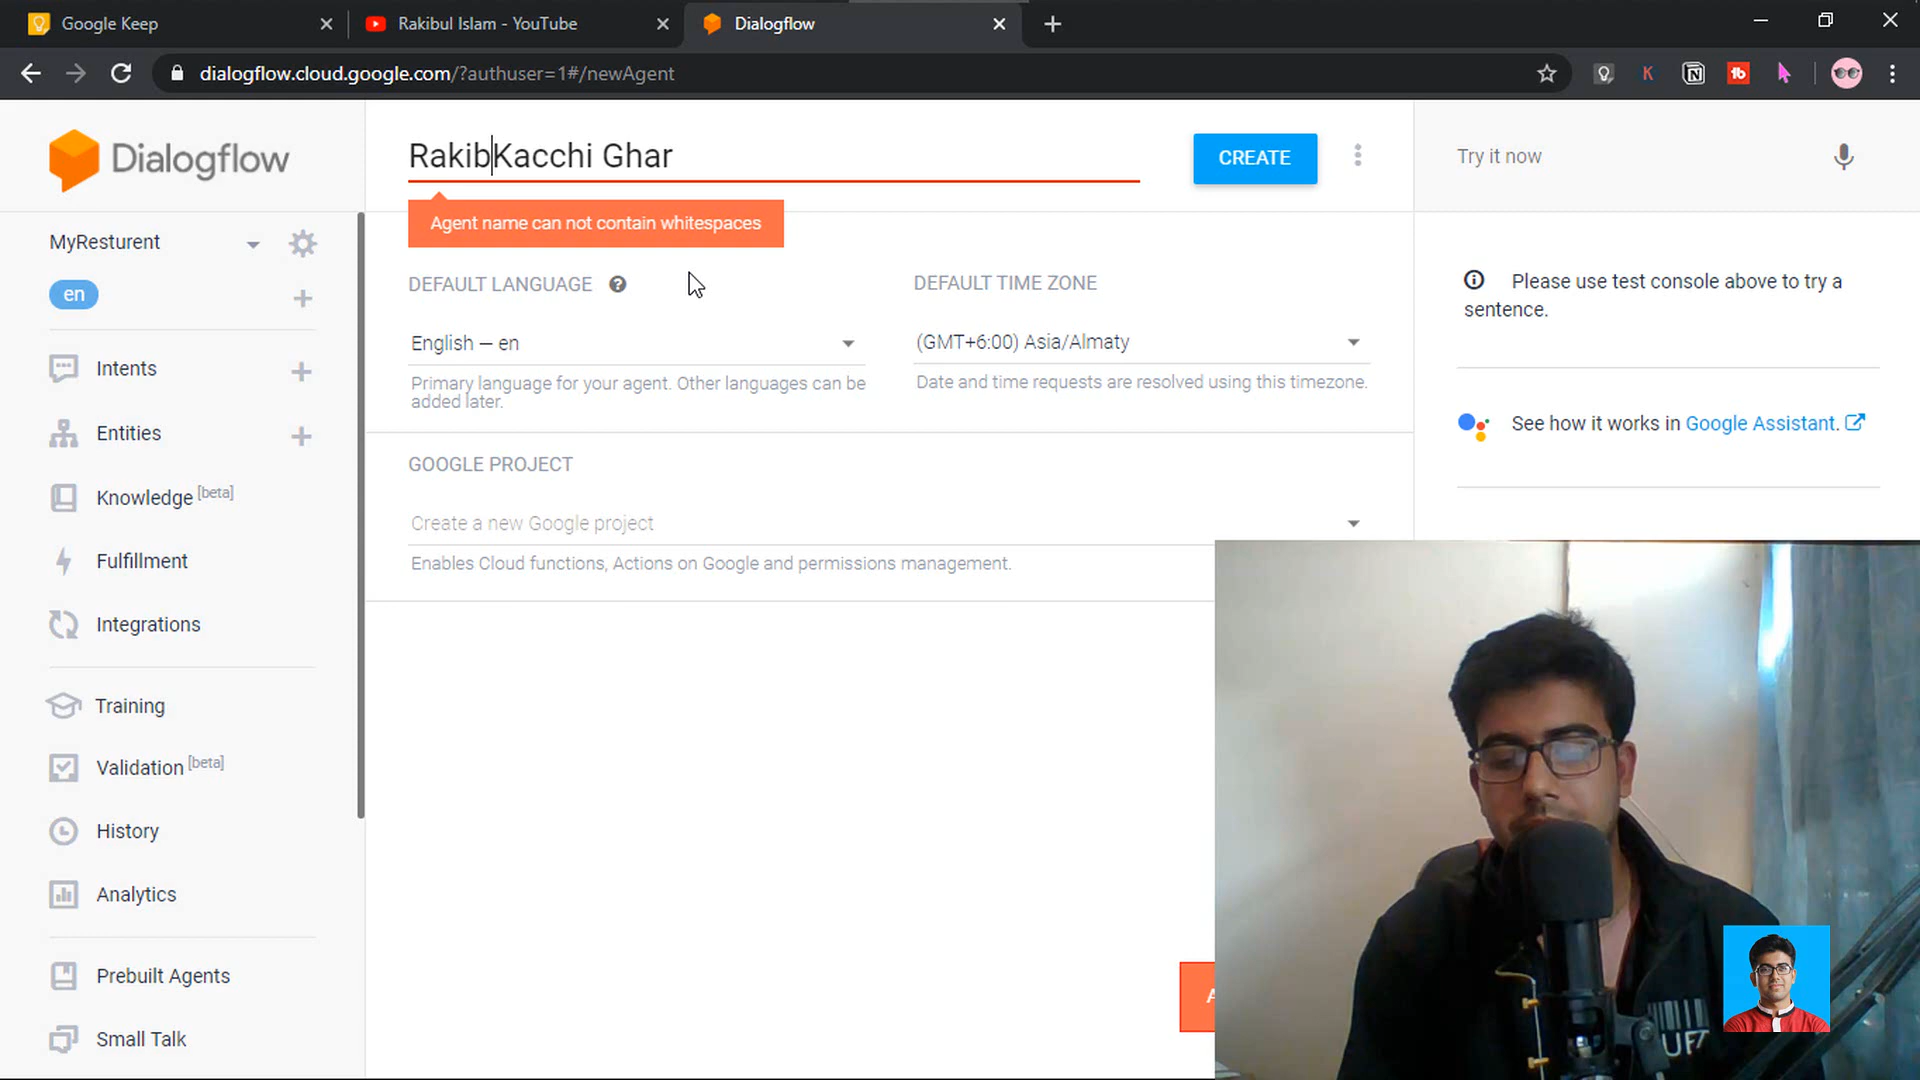 Google Keep
Rakibul Islam - YouTube
Dialogflow
dialogflow.cloud.google.com/?authuser=1#/newAgent
Dialogflow
RakibKacchi Ghar
CREATE
Try it now
Agent name can not contain whitespaces
MyResturent
en
DEFAULT LANGUAGE
DEFAULT TIME ZONE
Please use test console above to try a
sentence.
English — en
(GMT+6:00) Asia/Almaty
Primary language for your agent. Other languages can be
added later.
Date and time requests are resolved using this timezone.
Intents
Entities
Knowledge [beta]
Fulfillment
Integrations
Training
Validation [beta]
History
Analytics
Prebuilt Agents
Small Talk
GOOGLE PROJECT
Create a new Google project
Enables Cloud functions, Actions on Google and permissions management.
See how it works in Google Assistant.